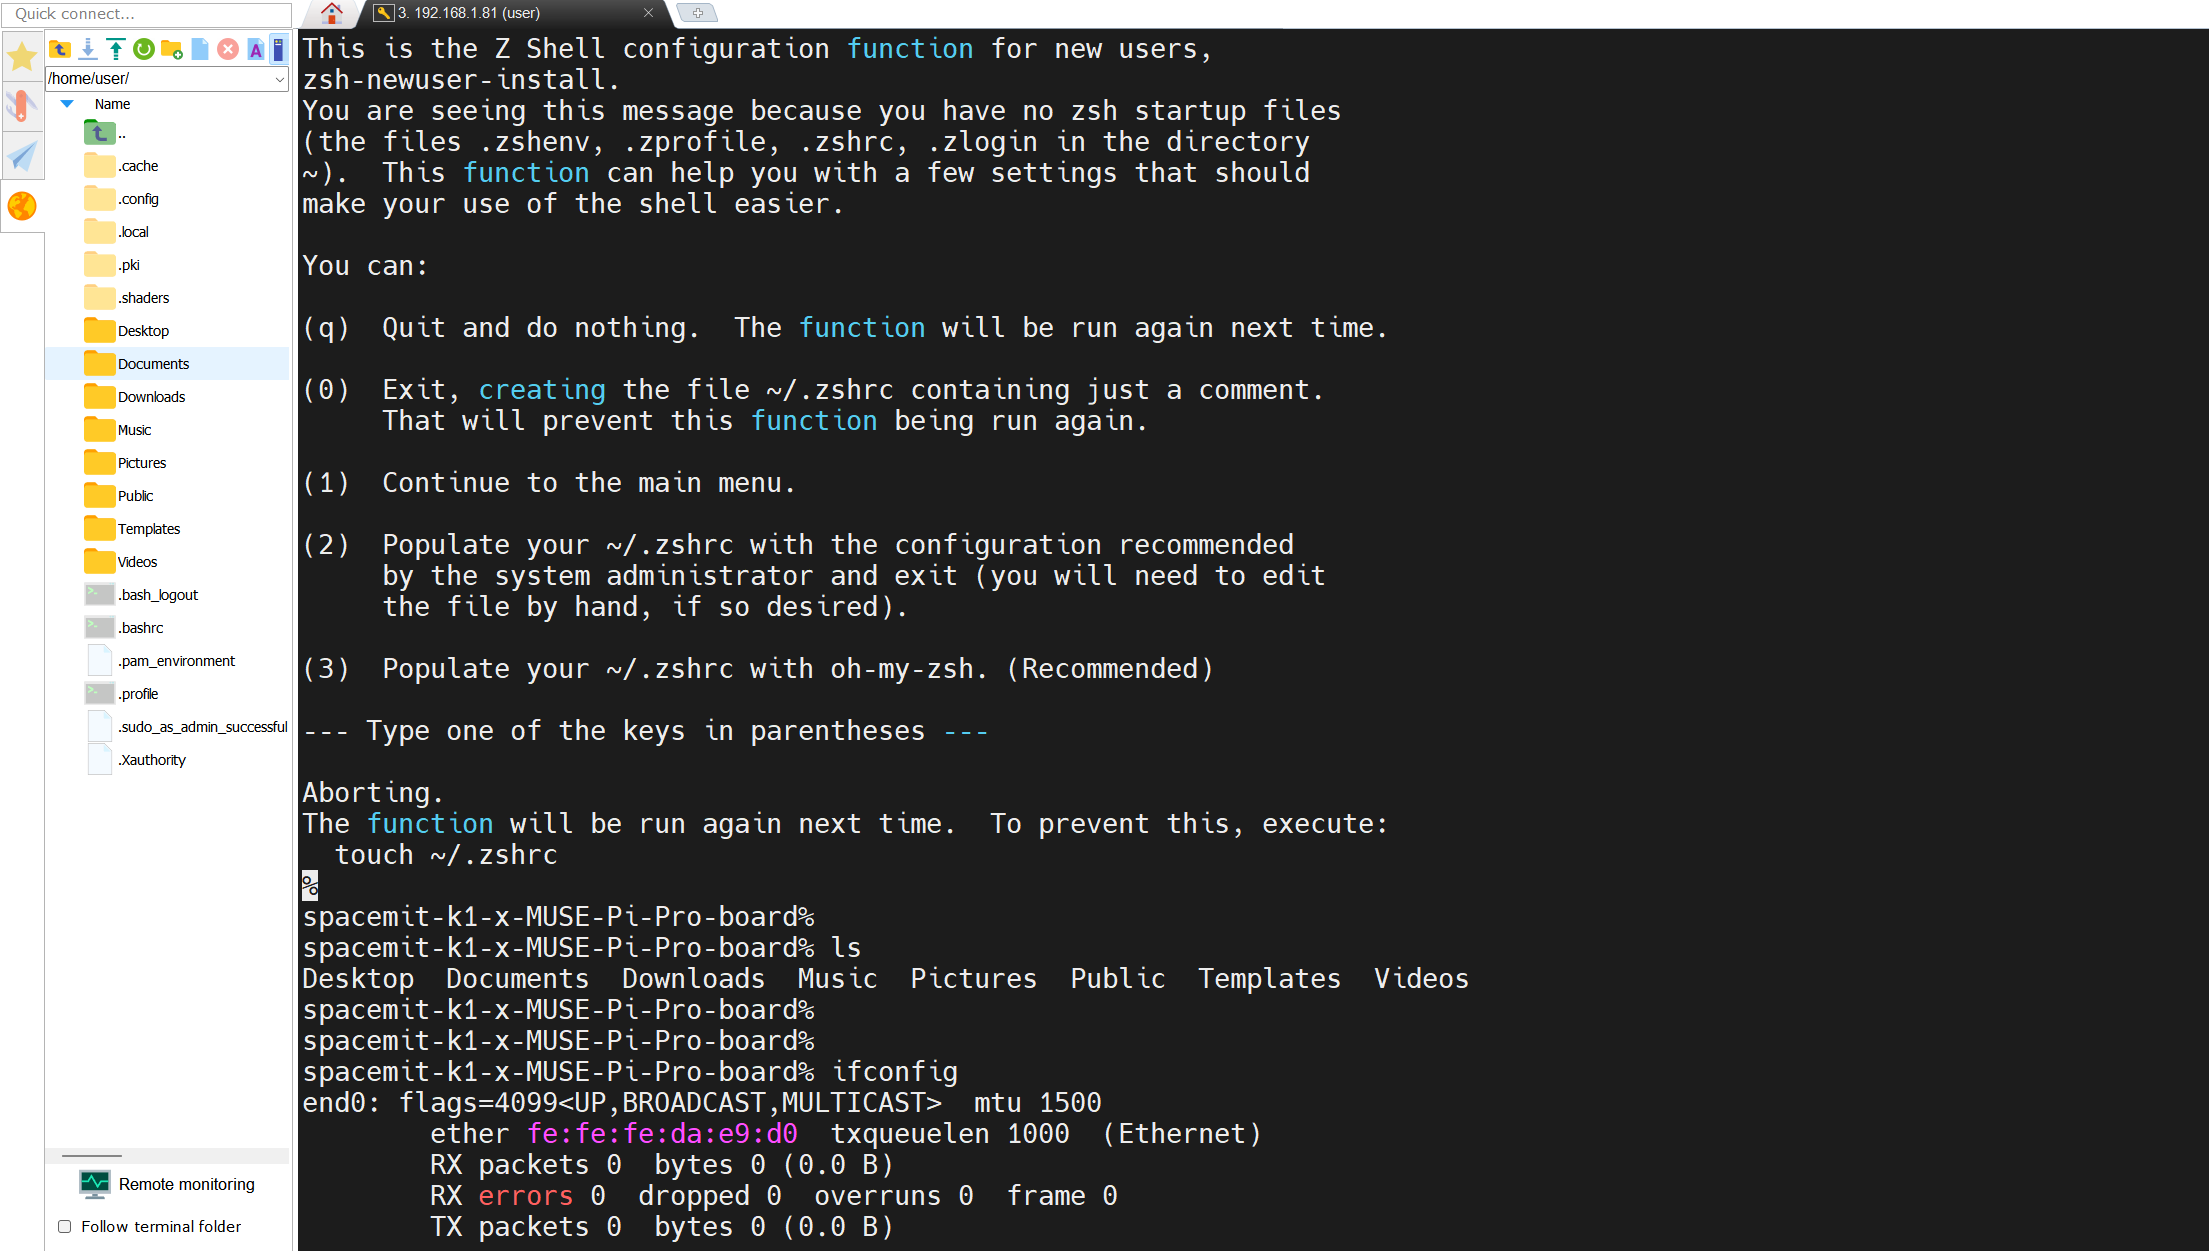 Quick connect...
3. 192.168.1.81 (user)
/home/user/
Name
..
.cache
.config
.local
.pki
.shaders
Desktop
Documents
Downloads
Music
Pictures
Public
Templates
Videos
.bash_logout
.bashrc
.pam_environment
.profile
.sudo_as_admin_successful
.Xauthority
Remote monitoring
Follow terminal folder
This is the Z Shell configuration function for new users,
zsh-newuser-install.
You are seeing this message because you have no zsh startup files
(the files .zshenv, .zprofile, .zshrc, .zlogin in the directory
~).  This function can help you with a few settings that should
make your use of the shell easier.
You can:
(q)  Quit and do nothing.  The function will be run again next time.
(0)  Exit, creating the file ~/.zshrc containing just a comment.
That will prevent this function being run again.
(1)  Continue to the main menu.
(2)  Populate your ~/.zshrc with the configuration recommended
by the system administrator and exit (you will need to edit
the file by hand, if so desired).
(3)  Populate your ~/.zshrc with oh-my-zsh. (Recommended)
--- Type one of the keys in parentheses ---
Aborting.
The function will be run again next time.  To prevent this, execute:
touch ~/.zshrc
%
spacemit-k1-x-MUSE-Pi-Pro-board%
spacemit-k1-x-MUSE-Pi-Pro-board% ls
Desktop  Documents  Downloads  Music  Pictures  Public  Templates  Videos
spacemit-k1-x-MUSE-Pi-Pro-board%
spacemit-k1-x-MUSE-Pi-Pro-board%
spacemit-k1-x-MUSE-Pi-Pro-board% ifconfig
end0: flags=4099<UP,BROADCAST,MULTICAST>  mtu 1500
ether fe:fe:fe:da:e9:d0  txqueuelen 1000  (Ethernet)
RX packets 0  bytes 0 (0.0 B)
RX errors 0  dropped 0  overruns 0  frame 0
TX packets 0  bytes 0 (0.0 B)